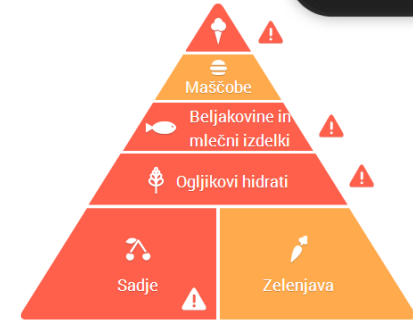 Maščobe
Beljakovine in
mlečni izdelki
Ogljikovi hidrati
Sadje
Zelenjava